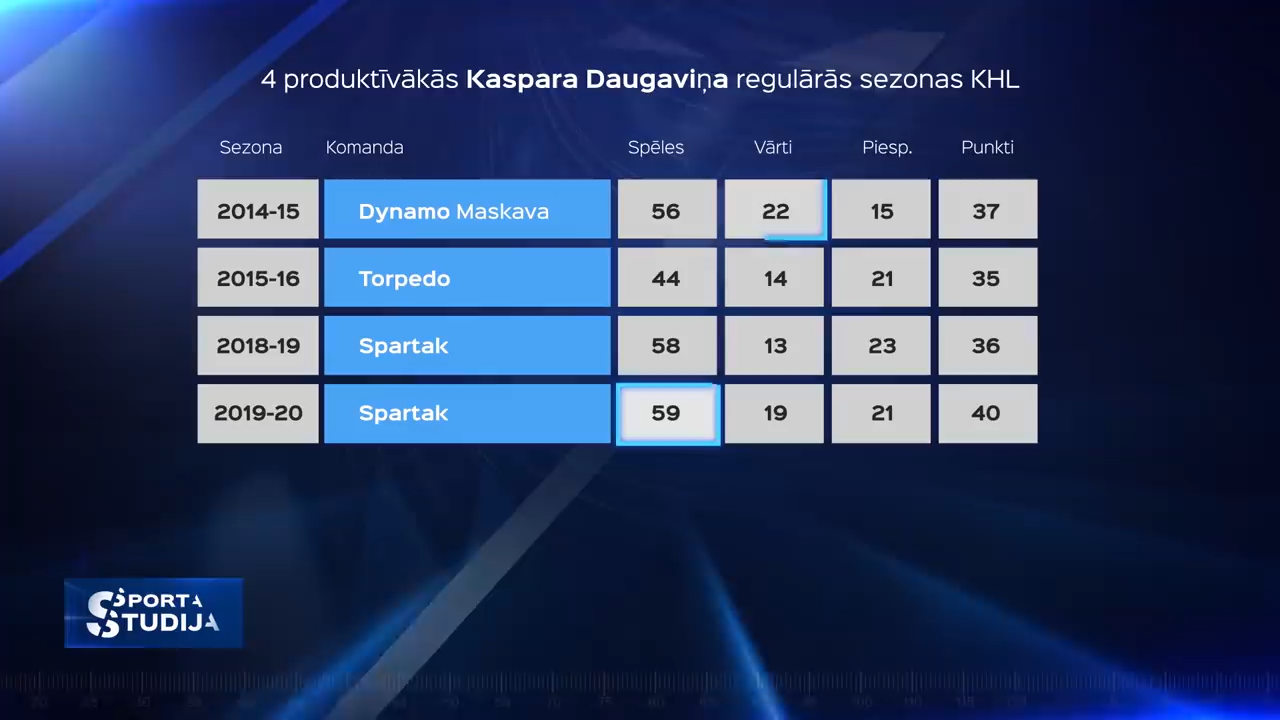 4 produktīvākās Kaspara Daugaviņa regulārās sezonas KHL
Sezona Komanda Spēles Vārti Piesp. Punkti
2014-15 Dynamo Maskava 56 22 15 37
2015-16 Torpedo 44 14 21 35
2018-19 Spartak 58 13 23 36
2019-20 Spartak 59 19 21 40
SPORTA
STUDIJA